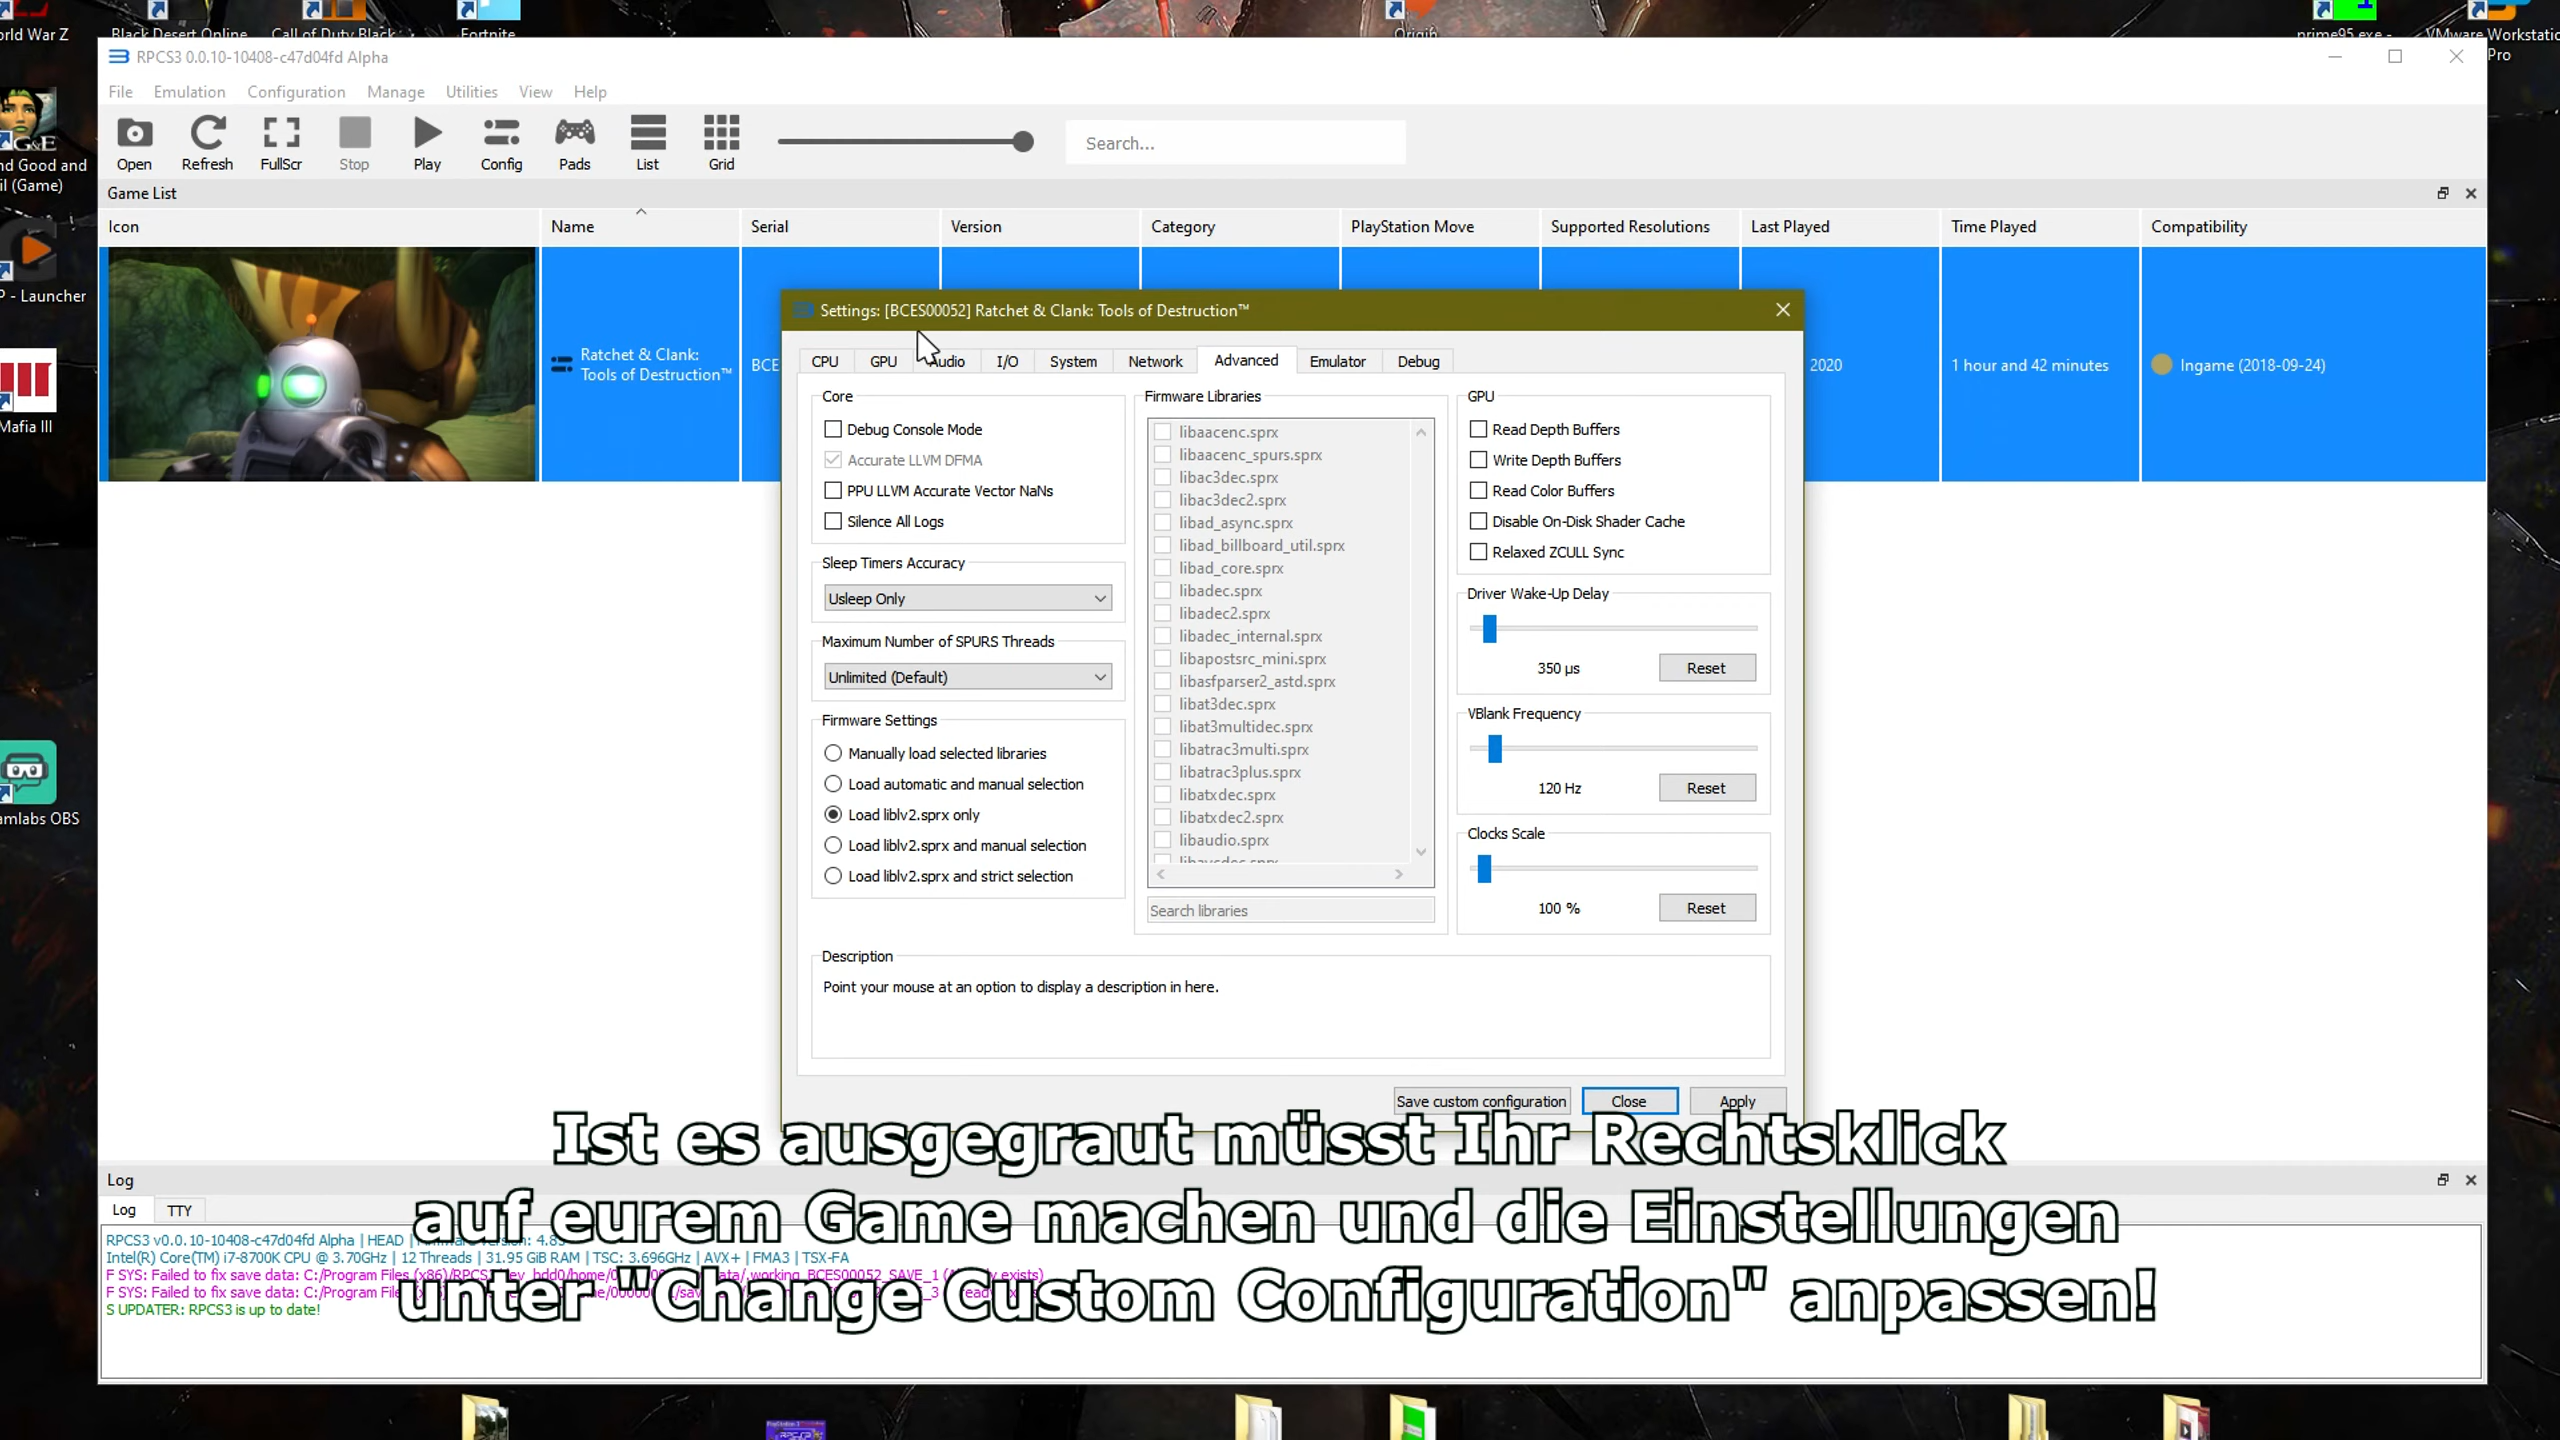 orld War Z
Black Desert Online
Call of Duty Black
Fortnite
Origin
prime95.exe -
VMware Workstatio
Pro
RPCS3 0.0.10-10408-c47d04fd Alpha
File Emulation Configuration Manage Utilities View Help
Open Refresh FullScr Stop Play Config Pads List Grid
Search...
G&E
nd Good and
il (Game)
P - Launcher
Mafia III
amlabs OBS
Game List
Icon Name Serial Version Category PlayStation Move Supported Resolutions Last Played Time Played Compatibility
Ratchet & Clank:
Tools of Destruction™
BCE
2020
1 hour and 42 minutes
Ingame (2018-09-24)
Settings: [BCES00052] Ratchet & Clank: Tools of Destruction™
CPU GPU Audio I/O System Network Advanced Emulator Debug
Core
Debug Console Mode
Accurate LLVM DFMA
PPU LLVM Accurate Vector NaNs
Silence All Logs
Sleep Timers Accuracy
Usleep Only
Maximum Number of SPURS Threads
Unlimited (Default)
Firmware Settings
Manually load selected libraries
Load automatic and manual selection
Load liblv2.sprx only
Load liblv2.sprx and manual selection
Load liblv2.sprx and strict selection
Firmware Libraries
libaacenc.sprx
libaacenc_spurs.sprx
libac3dec.sprx
libac3dec2.sprx
libad_async.sprx
libad_billboard_util.sprx
libad_core.sprx
libadec.sprx
libadec2.sprx
libadec_internal.sprx
libapostsrc_mini.sprx
libasfparser2_astd.sprx
libat3dec.sprx
libat3multidec.sprx
libatrac3multi.sprx
libatrac3plus.sprx
libatxdec.sprx
libatxdec2.sprx
libaudio.sprx
libavcdec.sprx
Search libraries
GPU
Read Depth Buffers
Write Depth Buffers
Read Color Buffers
Disable On-Disk Shader Cache
Relaxed ZCULL Sync
Driver Wake-Up Delay
350 µs Reset
VBlank Frequency
120 Hz Reset
Clocks Scale
100 % Reset
Description
Point your mouse at an option to display a description in here.
Save custom configuration Close Apply
Ist es ausgegraut müsst Ihr Rechtsklick
auf eurem Game machen und die Einstellungen
unter "Change Custom Configuration" anpassen!
Log
Log TTY
RPCS3 v0.0.10-10408-c47d04fd Alpha | HEAD | Firmware version: 4.85
Intel(R) Core(TM) i7-8700K CPU @ 3.70GHz | 12 Threads | 31.95 GiB RAM | TSC: 3.696GHz | AVX+ | FMA3 | TSX-FA
F SYS: Failed to fix save data: C:/Program Files (x86)/RPCS3/dev_hdd0/home/0 data/.working_BCES00052_SAVE_1 (Already exists)
F SYS: Failed to fix save data: C:/Program File
S UPDATER: RPCS3 is up to date!